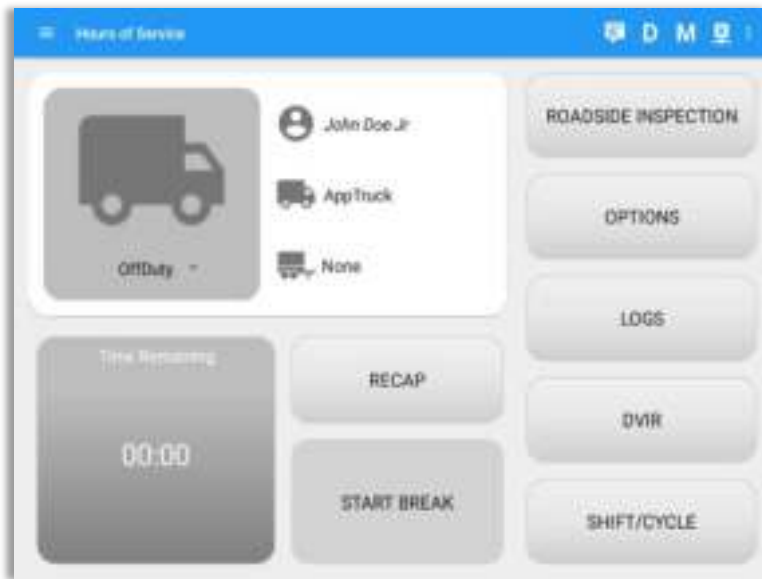 Hours of Service
D M
John Doe Jr
AppTruck
None
OffDuty
ROADSIDE INSPECTION
OPTIONS
LOGS
DVIR
SHIFT/CYCLE
Time Remaining
00:00
RECAP
START BREAK